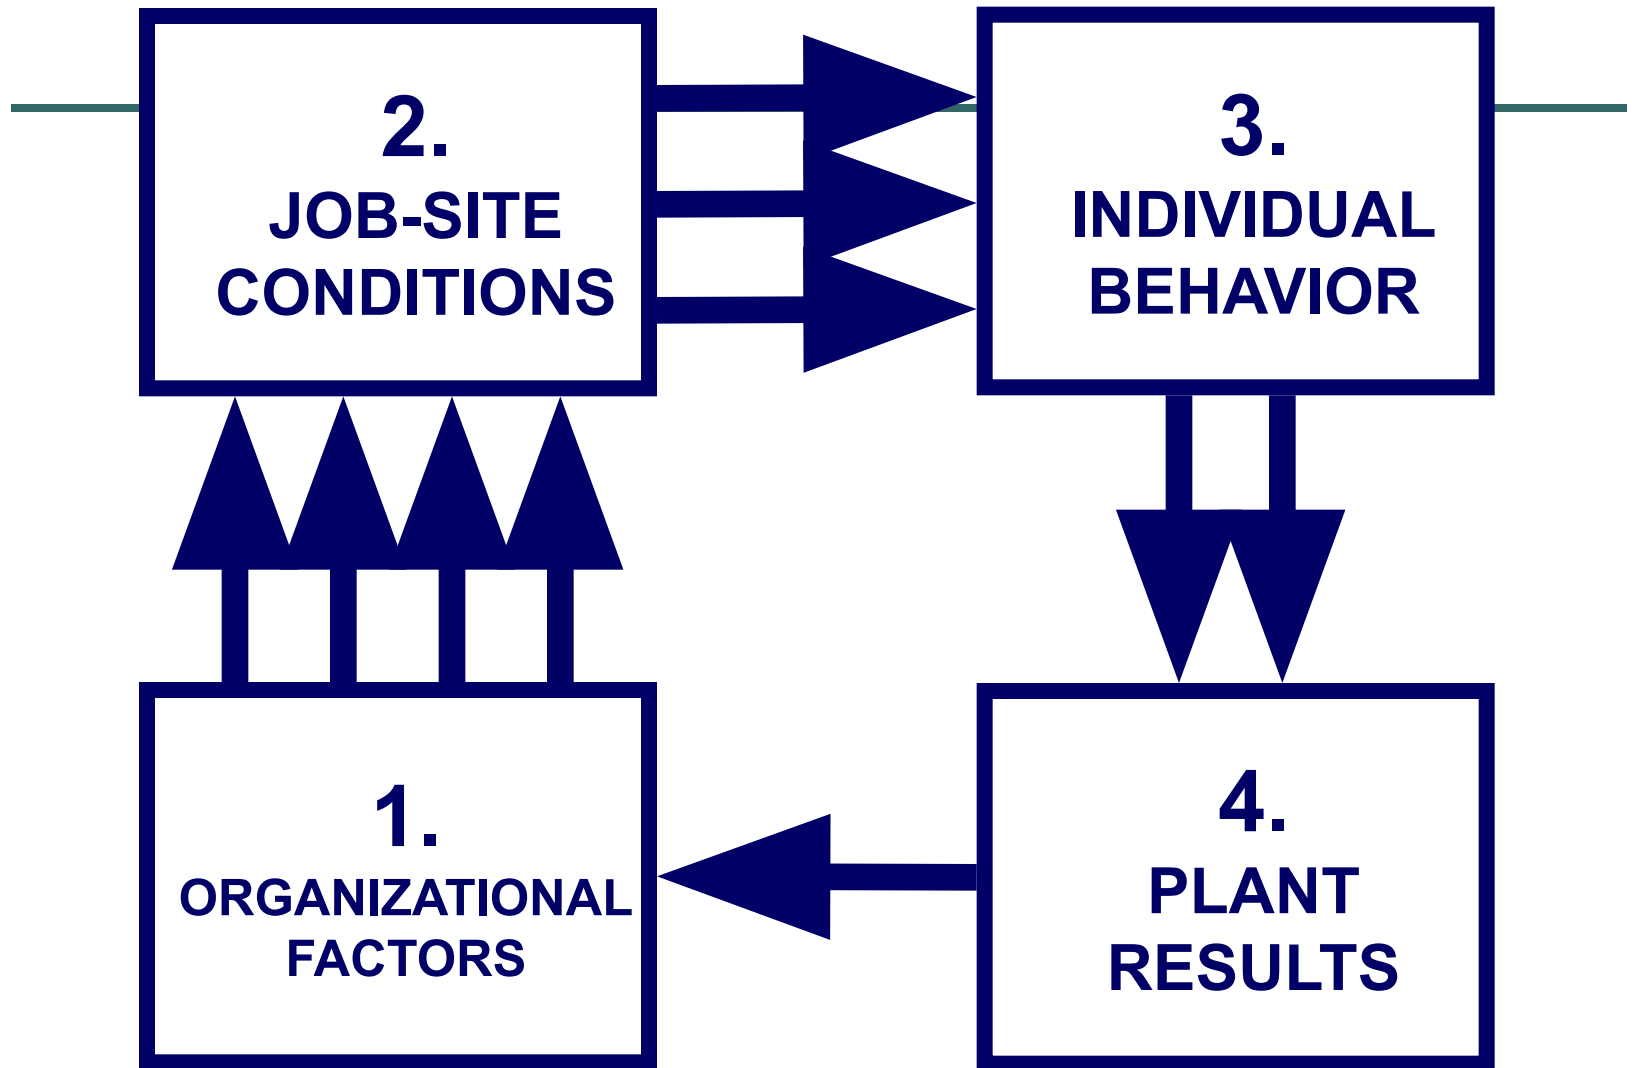 2.
JOB-SITE
CONDITIONS
3.
INDIVIDUAL
BEHAVIOR
1.
ORGANIZATIONAL
FACTORS
4.
PLANT
RESULTS